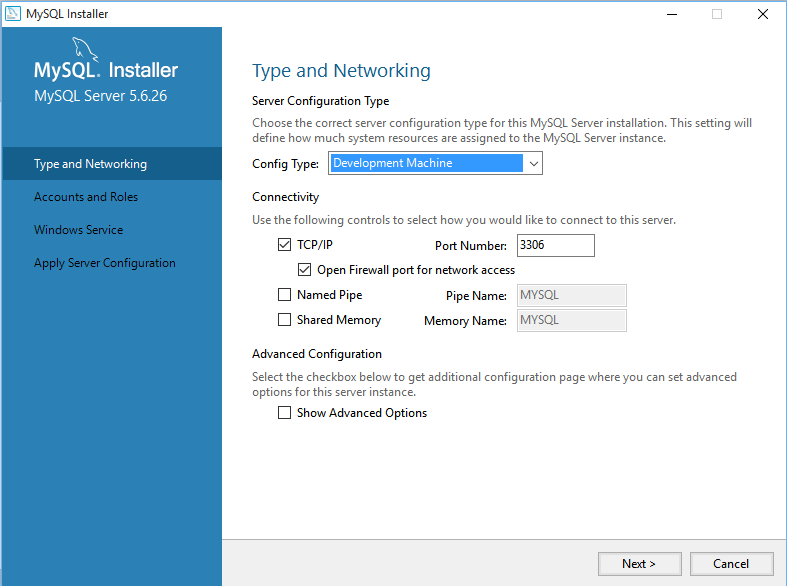 MySQL Installer
MySQL. Installer
MySQL Server 5.6.26
Type and Networking
Accounts and Roles
Windows Service
Apply Server Configuration
Type and Networking
Server Configuration Type
Choose the correct server configuration type for this MySQL Server installation. This setting will
define how much system resources are assigned to the MySQL Server instance.
Config Type: Development Machine
Connectivity
Use the following controls to select how you would like to connect to this server.
TCP/IP Port Number: 3306
Open Firewall port for network access
Named Pipe Pipe Name: MYSQL
Shared Memory Memory Name: MYSQL
Advanced Configuration
Select the checkbox below to get additional configuration page where you can set advanced
options for this server instance.
Show Advanced Options
Next > Cancel